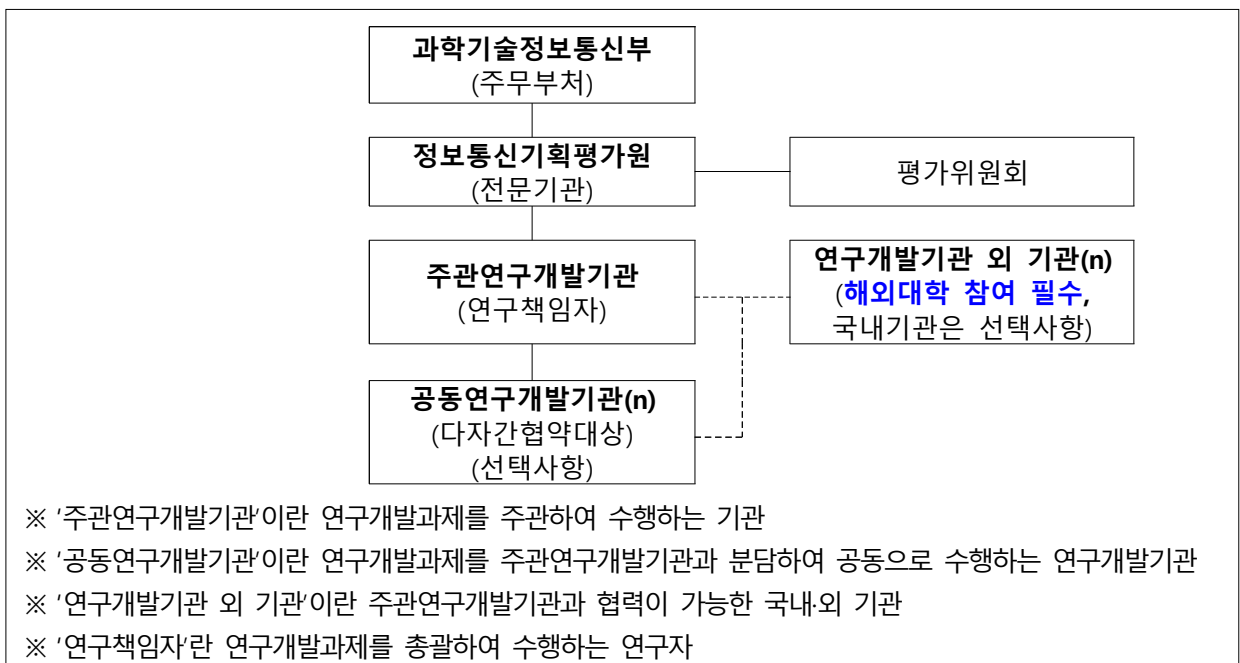 과학기술정보통신부
(주무부처)
정보통신기획평가원
(전문기관)
평가위원회
주관연구개발기관
(연구책임자)
연구개발기관 외 기관(n)
(해외대학 참여 필수,
국내기관은 선택사항)
공동연구개발기관(n)
(다자간협약대상)
(선택사항)
※ '주관연구개발기관'이란 연구개발과제를 주관하여 수행하는 기관
※ '공동연구개발기관'이란 연구개발과제를 주관연구개발기관과 분담하여 공동으로 수행하는 연구개발기관
※ '연구개발기관 외 기관'이란 주관연구개발기관과 협력이 가능한 국내·외 기관
※ '연구책임자'란 연구개발과제를 총괄하여 수행하는 연구자